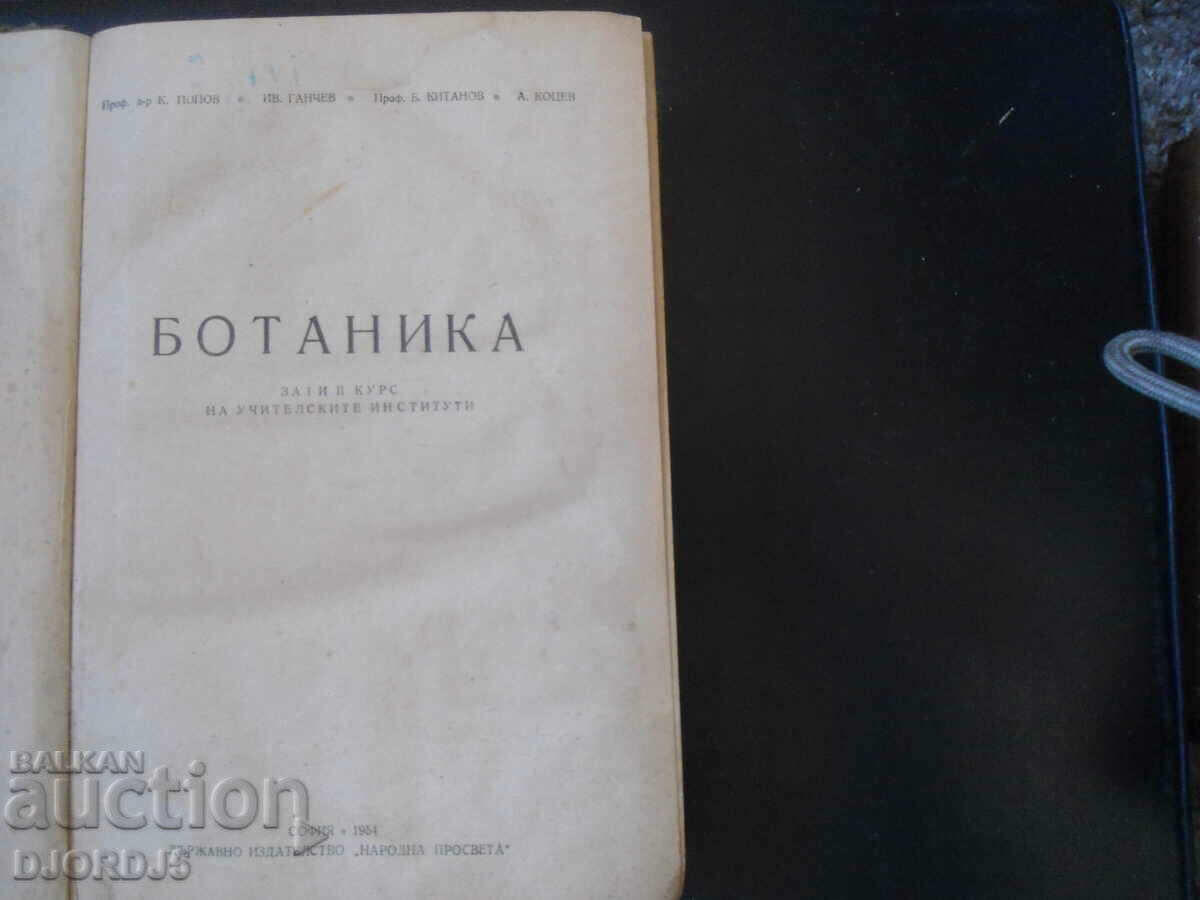 Проф. д-р К. ПОПОВ • ИВ. ГАНЧЕВ • Проф. Б. КИТАНОВ • А. КОЦЕВ
БОТАНИКА
ЗА I И II КУРС
НА УЧИТЕЛСКИТЕ ИНСТИТУТИ
СОФИЯ • 1954
ДЪРЖАВНО ИЗДАТЕЛСТВО „НАРОДНА ПРОСВЕТА“
BALKAN
auction
DJORDJ5